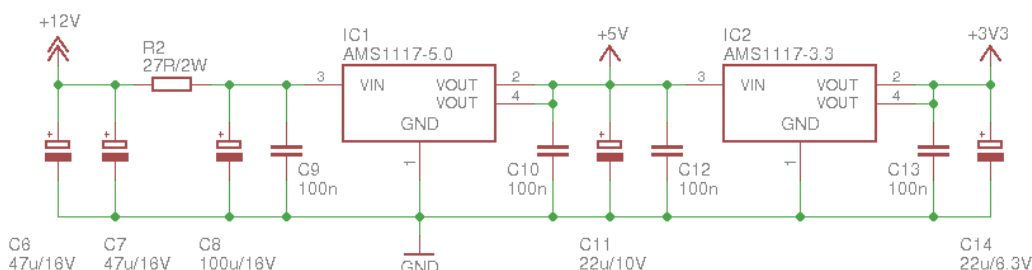 +12V
R2
27R/2W
IC1
AMS1117-5.0
3
VIN
VOUT
VOUT
GND
2
4
1
+5V
IC2
AMS1117-3.3
3
VIN
VOUT
VOUT
GND
2
4
1
+3V3
+
+
+
C9
100n
C10
100n
+
C12
100n
C13
100n
+
C6
47u/16V
C7
47u/16V
C8
100u/16V
GND
C11
22u/10V
C14
22u/6.3V